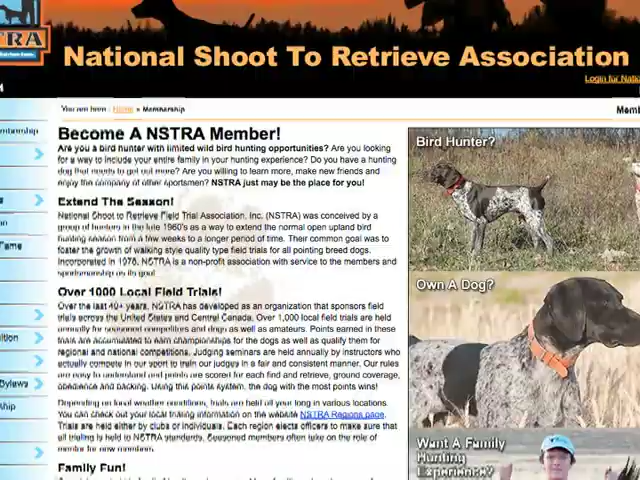 TRA
National Shoot To Retrieve Association
Login for Natio
You are here : Home » Membership
Memb
mbership
Become A NSTRA Member!
Are you a bird hunter with limited wild bird hunting opportunities? Are you looking
for a way to include your entire family in your hunting experience? Do you have a hunting
dog that needs to get out more? Are you willing to learn more, make new friends and
enjoy the company of other sportsmen? NSTRA just may be the place for you!
Bird Hunter?
Extend The Season!
National Shoot to Retrieve Field Trial Association, Inc. (NSTRA) was conceived by a
group of hunters in the late 1960's as a way to extend the normal open upland bird
hunting season from a few weeks to a longer period of time. Their common goal was to
foster the growth of walking style quality type field trials for all pointing breed dogs.
Incorporated in 1978, NSTRA is a non-profit association with service to the members and
sportsmanship as its goal
Fame
Own A Dog?
Over 1000 Local Field Trials!
Over the last 40+ years, NSTRA has developed as an organization that sponsors field
trials across the United States and Central Canada. Over 1,000 local field trials are held
annually for seasoned competitors and dogs as well as amateurs. Points earned in these
trials are accumulated to earn championships for the dogs as well as qualify them for
regional and national competitions. Judging seminars are held annually by instructors who
actually compete in our sport to train our judges in a fair and consistent manner. Our rules
are easy to understand and points are scored for each find and retrieve, ground coverage,
obedience and backing. Using this points system, the dog with the most points wins!
ition
Bylaws
ship
Depending on local weather conditions, trials are held all year long in various locations.
You can check out your local trialing information on the website NSTRA Regions page.
Trials are held either by clubs or individuals. Each region elects officers to make sure that
all trialing is held to NSTRA standards. Seasoned members often take on the role of
mentor for new members.
Want A Family
Hunting
Experience?
Family Fun!